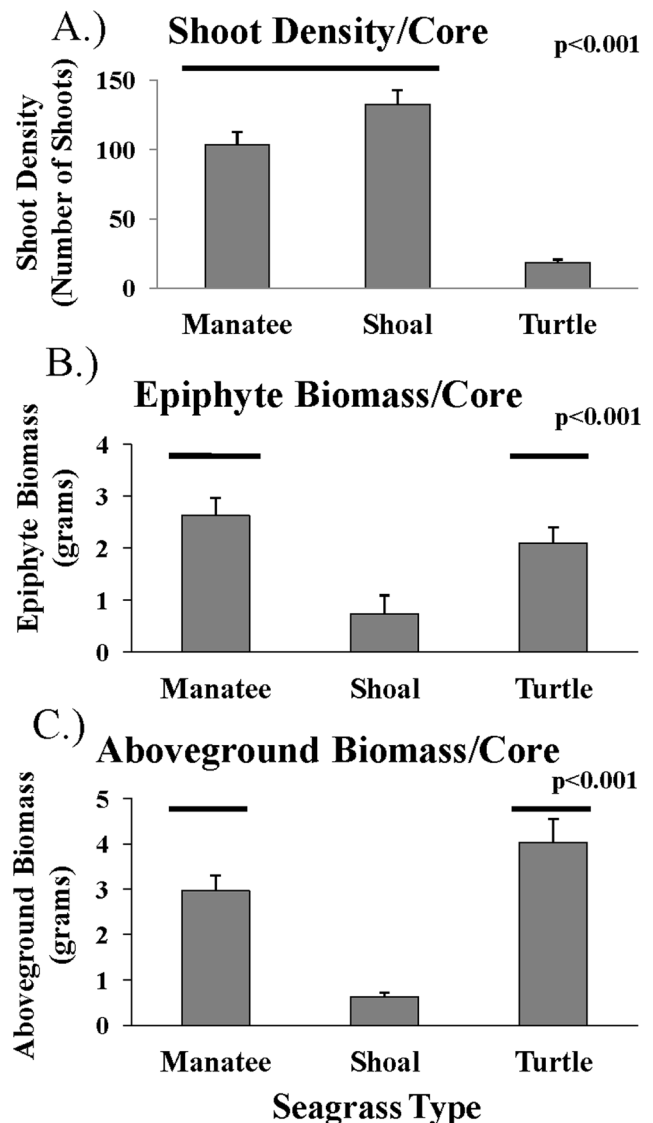 A.)
Shoot Density/Core
p<0.001
Shoot Density
(Number of Shoots)
150
100
50
0
Manatee Shoal Turtle
B.)
Epiphyte Biomass/Core
p<0.001
Epiphyte Biomass
(grams)
4
3
2
1
0
Manatee Shoal Turtle
C.)
Aboveground Biomass/Core
p<0.001
Aboveground Biomass
(grams)
5
4
3
2
1
0
Manatee Shoal Turtle
Seagrass Type